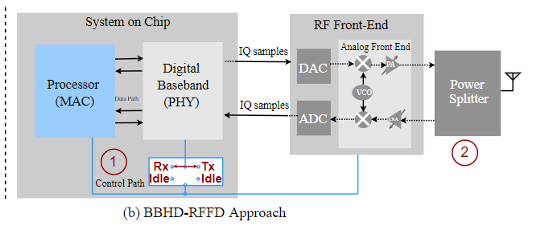 System on Chip
RF Front-End
IQ samples
Analog Front End
Processor
(MAC)
Digital
Baseband
(PHY)
DAC
VCO
Power
Splitter
Data Path
IQ samples
ADC
1
Rx
Tx
Idle
Idle
Control Path
2
(b) BBHD-RFFD Approach